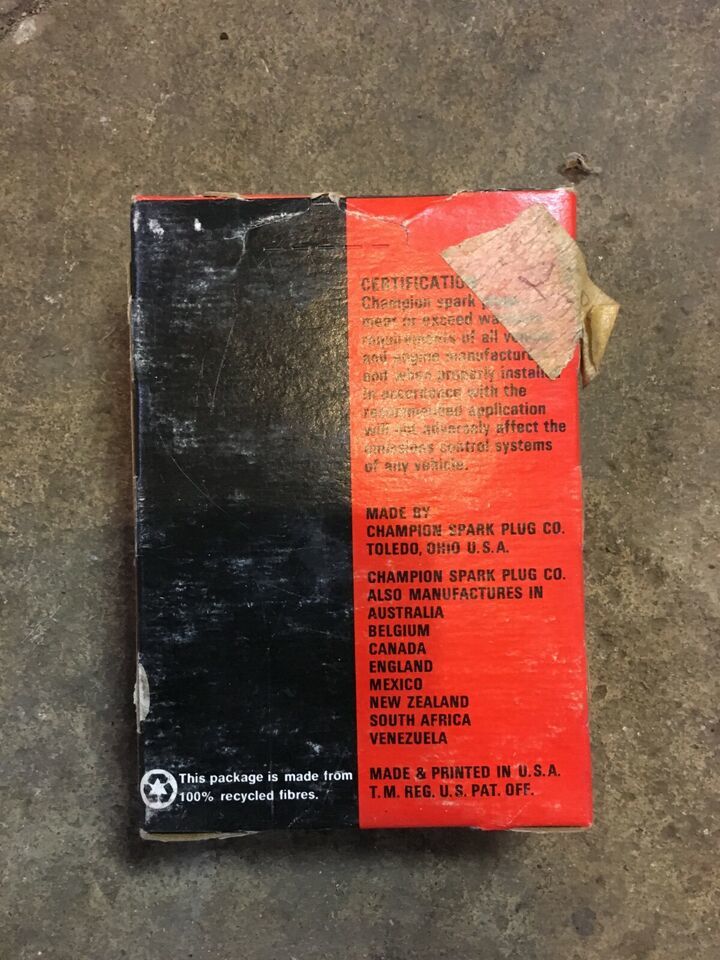 CERTIFICATION
Champion spark
meet or exceed
requirements of all
and engine manufacturers
and when properly installed
in accordance with the
recommended application
will not adversely affect the
emissions control systems
of any vehicle.
MADE BY
CHAMPION SPARK PLUG CO.
TOLEDO, OHIO U.S.A.
CHAMPION SPARK PLUG CO.
ALSO MANUFACTURES IN
AUSTRALIA
BELGIUM
CANADA
ENGLAND
MEXICO
NEW ZEALAND
SOUTH AFRICA
VENEZUELA
MADE & PRINTED IN U.S.A.
T.M. REG. U.S. PAT. OFF.
This package is made from
100% recycled fibres.